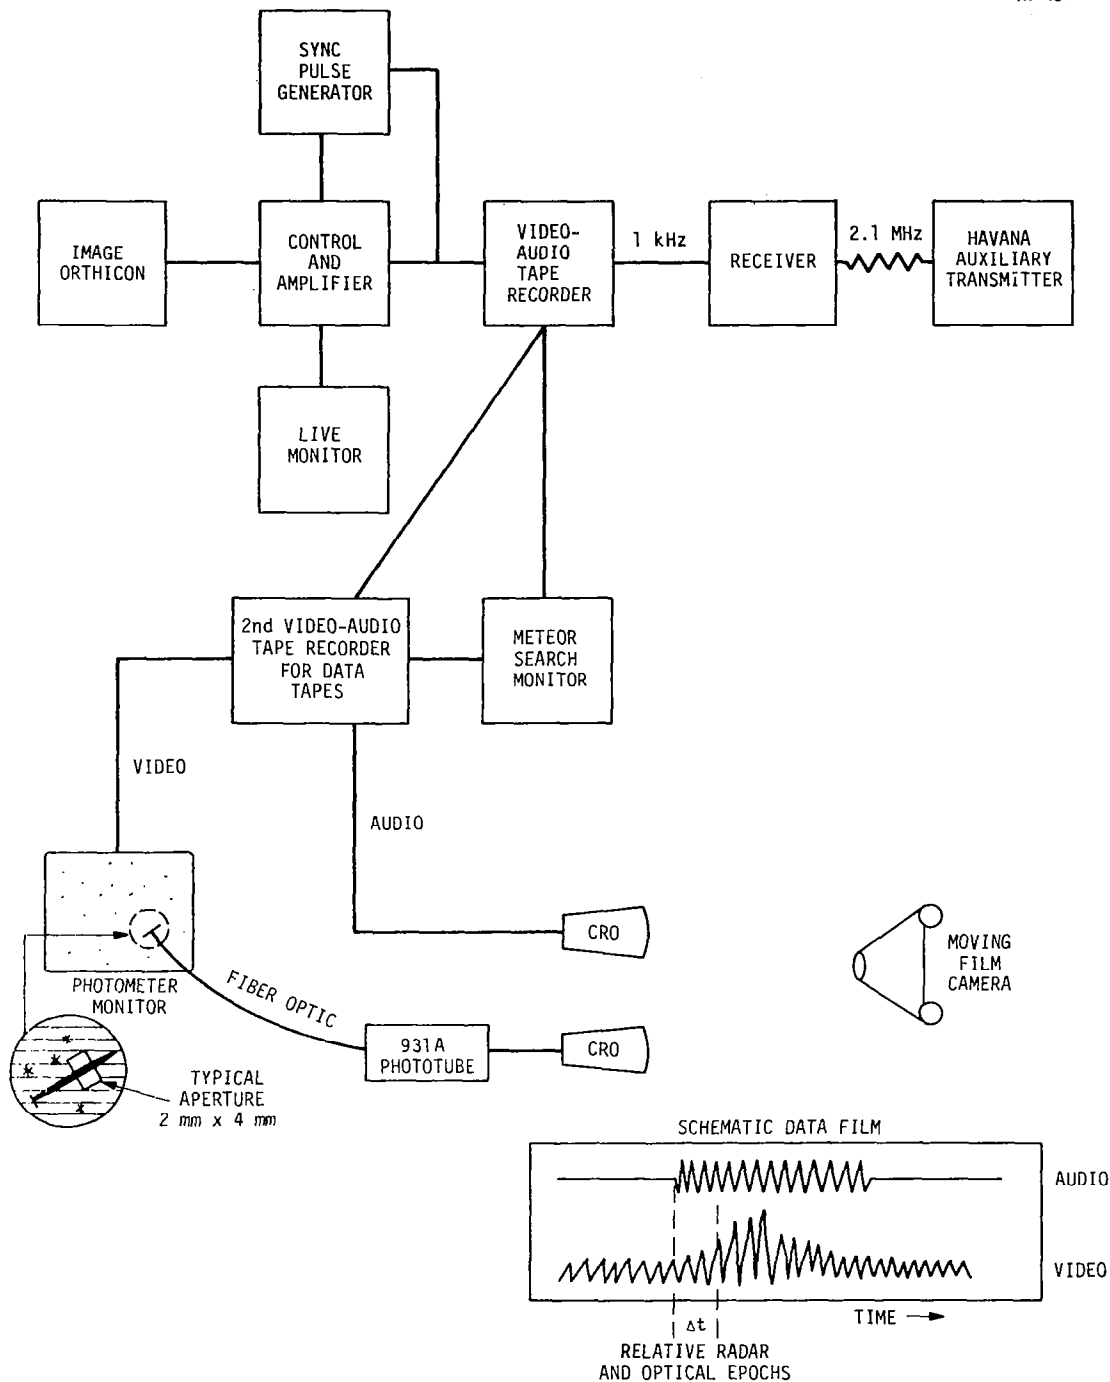 SYNC
PULSE
GENERATOR
IMAGE
ORTHICON
CONTROL
AND
AMPLIFIER
VIDEO-
AUDIO
TAPE
RECORDER
1 kHz
RECEIVER
2.1 MHz
HAVANA
AUXILIARY
TRANSMITTER
LIVE
MONITOR
2nd VIDEO-AUDIO
TAPE RECORDER
FOR DATA
TAPES
METEOR
SEARCH
MONITOR
VIDEO
AUDIO
CRO
MOVING
FILM
CAMERA
PHOTOMETER
MONITOR
FIBER OPTIC
931A
PHOTOTUBE
CRO
TYPICAL
APERTURE
2 mm x 4 mm
SCHEMATIC DATA FILM
AUDIO
VIDEO
TIME
Δt
RELATIVE RADAR
AND OPTICAL EPOCHS